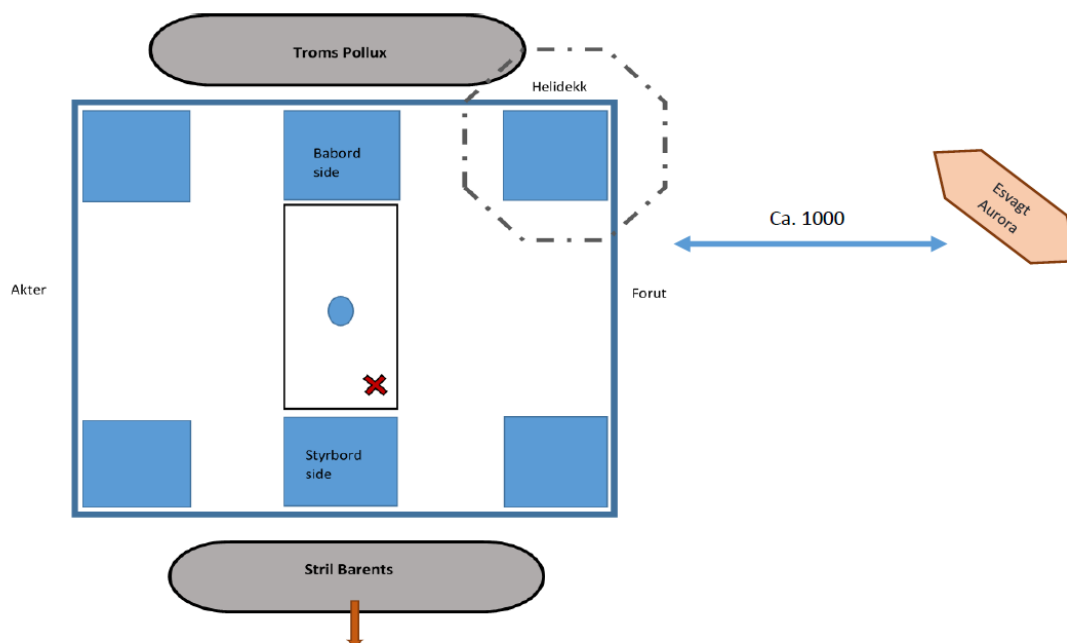 Troms Pollux
Helidekk
Babord
side
Esvagt
Aurora
Ca. 1000
Akter
Forut
Styrbord
side
Stril Barents